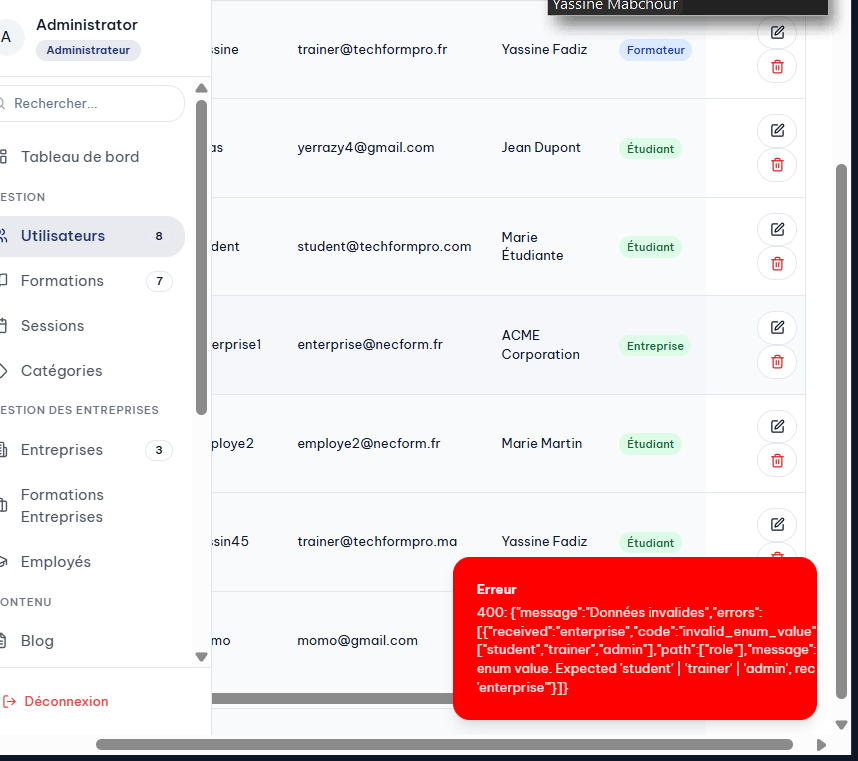 Yassine Mabchour
Administrator
A
Administrateur
Rechercher...
Tableau de bord
ESTION
Utilisateurs 8
Formations 7
Sessions
Catégories
ESTION DES ENTREPRISES
Entreprises 3
Formations
Entreprises
Employés
ONTENU
Blog
Déconnexion
ssine trainer@techformpro.fr Yassine Fadiz Formateur
as yerrazy4@gmail.com Jean Dupont Étudiant
dent student@techformpro.com Marie
Étudiante Étudiant
erprise1 enterprise@necform.fr ACME
Corporation Entreprise
ploye2 employe2@necform.fr Marie Martin Étudiant
ssin45 trainer@techformpro.ma Yassine Fadiz Étudiant
mo momo@gmail.com
Erreur
400: {"message":"Données invalides","errors":
[{"received":"enterprise","code":"invalid_enum_value"
["student","trainer","admin"],"path":["role"],"message":
enum value. Expected 'student' | 'trainer' | 'admin', rec
'enterprise'"}]}